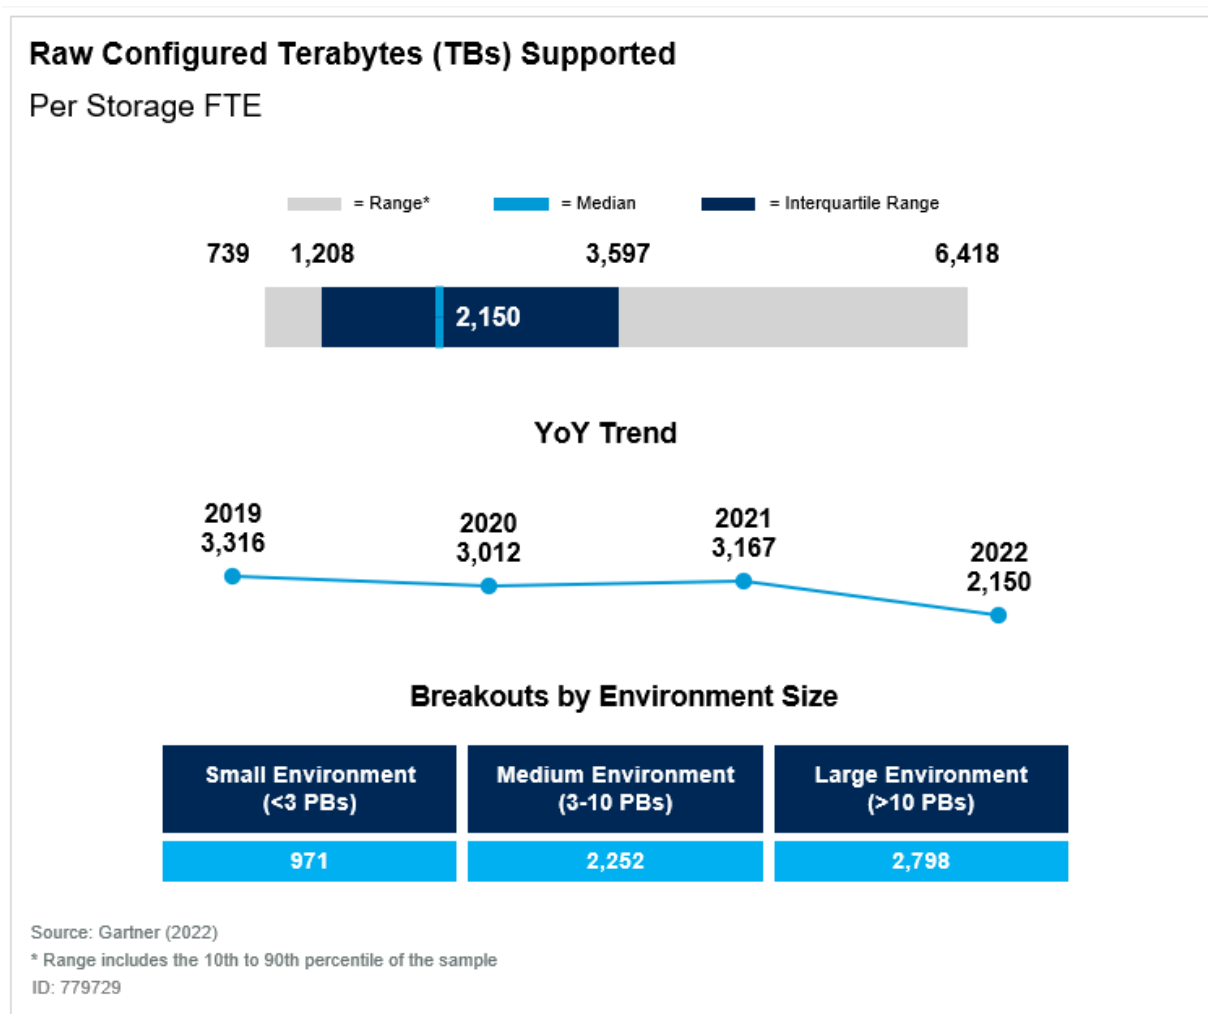 Raw Configured Terabytes (TBs) Supported
Per Storage FTE
= Range* = Median = Interquartile Range
739 1,208 3,597 6,418
2,150
YoY Trend
2019
3,316
2020
3,012
2021
3,167
2022
2,150
Breakouts by Environment Size
Small Environment
(<3 PBs)
Medium Environment
(3-10 PBs)
Large Environment
(>10 PBs)
971 2,252 2,798
Source: Gartner (2022)
* Range includes the 10th to 90th percentile of the sample
ID: 779729